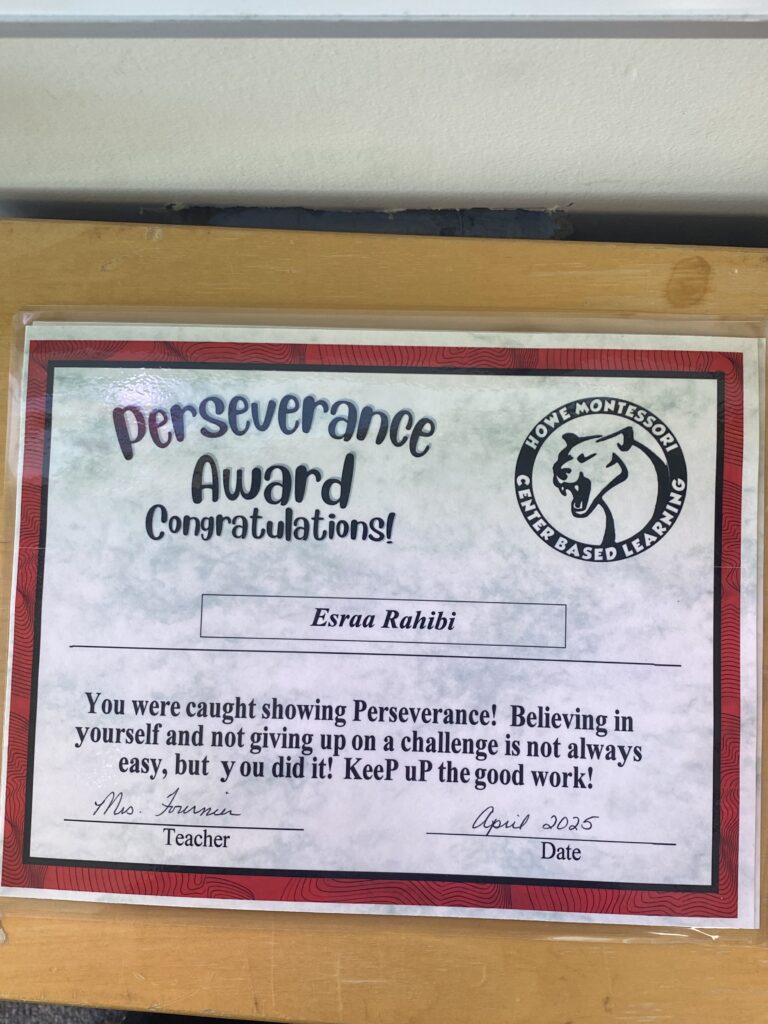 Perseverance
Award
Congratulations!
HOWE MONTESSORI
CENTER BASED LEARNING
Esraa Rahibi
You were caught showing Perseverance! Believing in
yourself and not giving up on a challenge is not always
easy, but y ou did it! KeeP uP the good work!
Mrs. Fournier
April 2025
Teacher
Date